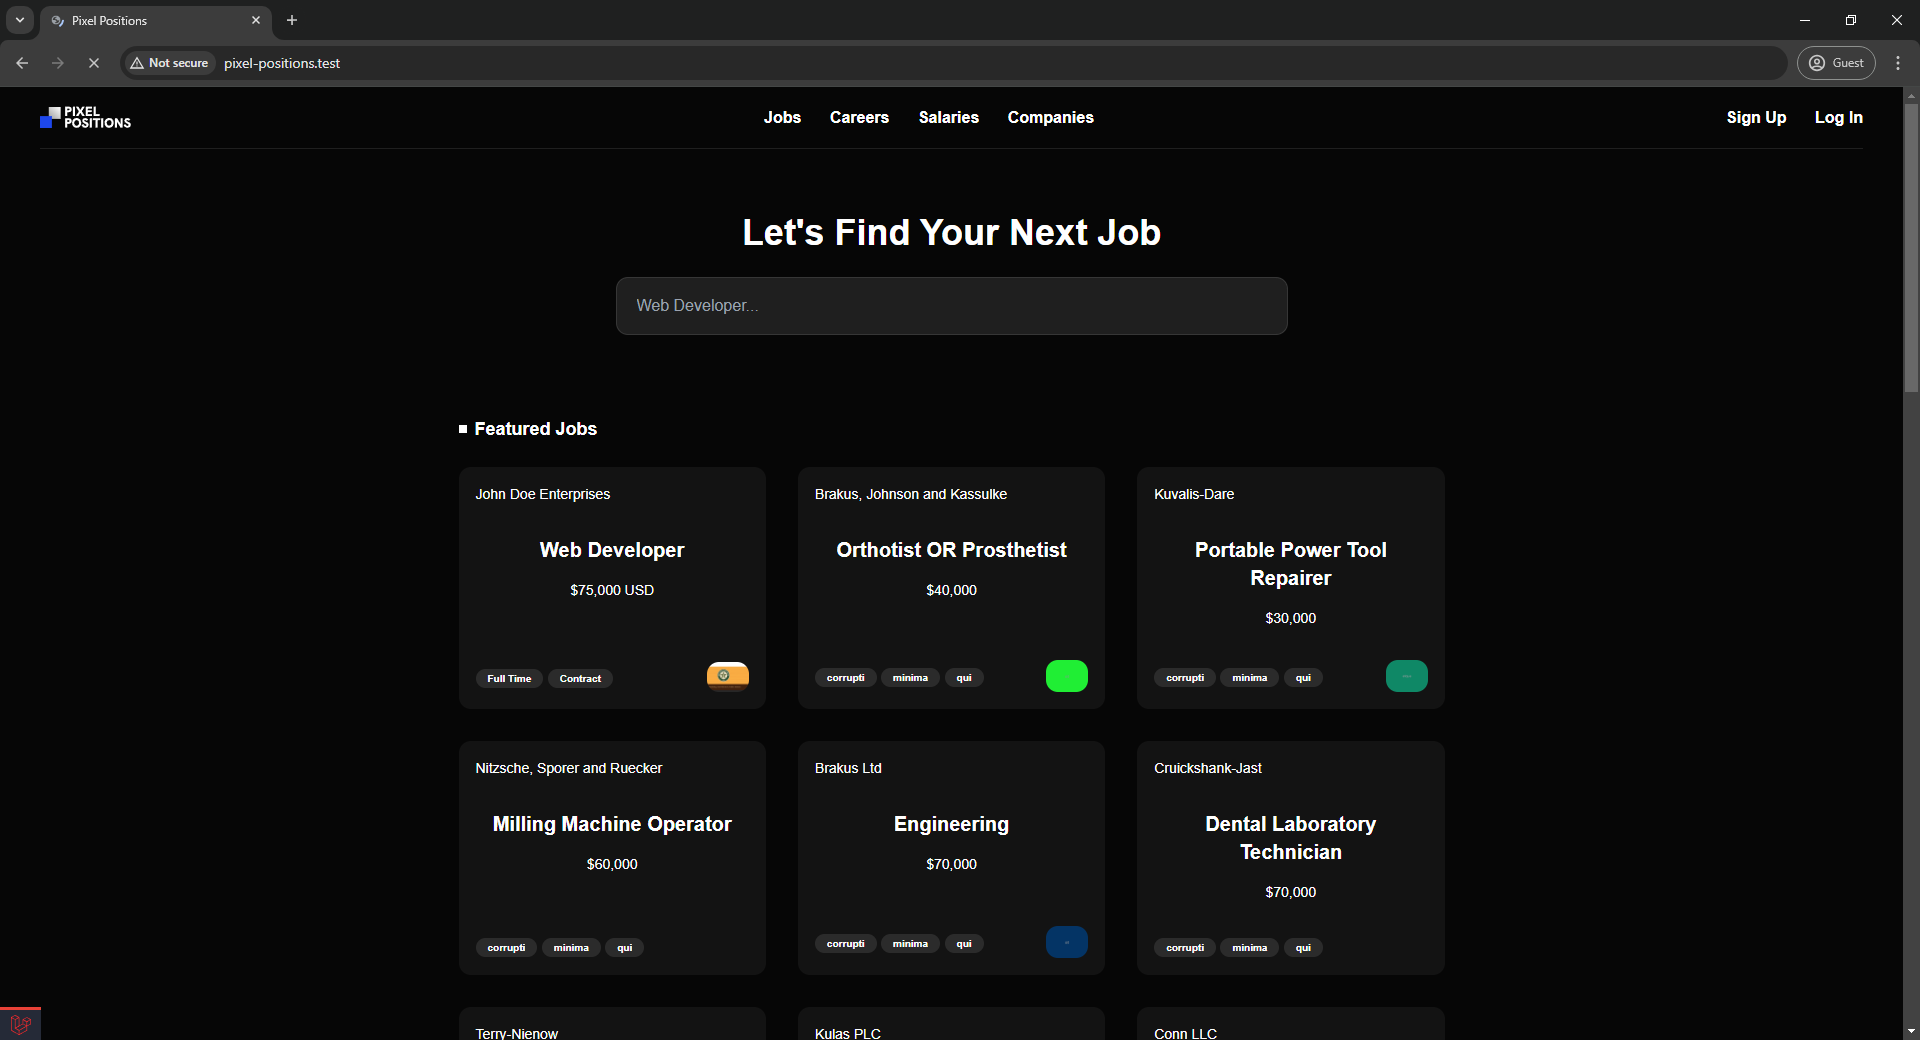 Pixel Positions
Not secure
pixel-positions.test
Guest
PIXEL
POSITIONS
Jobs
Careers
Salaries
Companies
Sign Up
Log In
Let's Find Your Next Job
Web Developer...
Featured Jobs
John Doe Enterprises
Web Developer
$75,000 USD
Full Time
Contract
Brakus, Johnson and Kassulke
Orthotist OR Prosthetist
$40,000
corrupti
minima
qui
Kuvalis-Dare
Portable Power Tool
Repairer
$30,000
corrupti
minima
qui
Nitzsche, Sporer and Ruecker
Milling Machine Operator
$60,000
corrupti
minima
qui
Brakus Ltd
Engineering
$70,000
corrupti
minima
qui
Cruickshank-Jast
Dental Laboratory
Technician
$70,000
corrupti
minima
qui
Terry-Nienow
Kulas PLC
Conn LLC